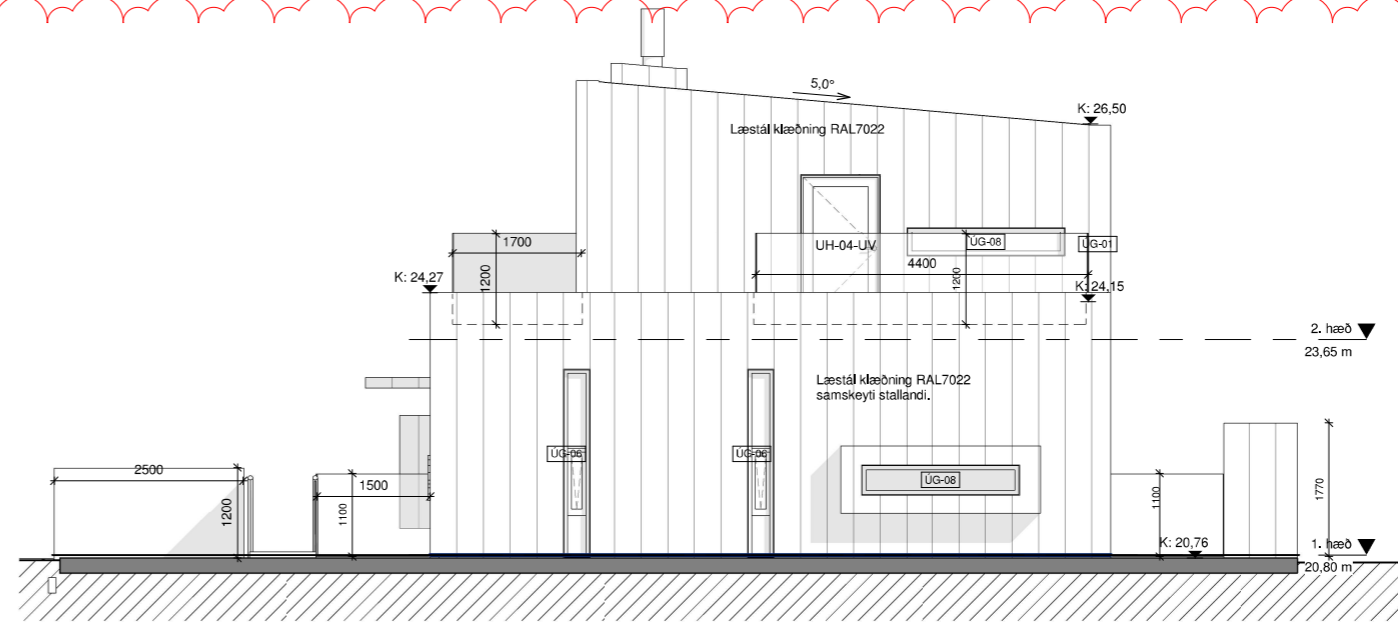 5,0°
K: 26,50
Læstál klæðning RAL7022
1700
UH-04-UV
ÚG-08
ÚG-01
4400
1200
1200
K: 24,27
K: 24,15
2. hæð
23,65 m
Læstál klæðning RAL7022
samskeyti stallandi.
ÚG-06
ÚG-06
2500
1500
ÚG-08
1200
1100
1100
1770
K: 20,76
1. hæð
20,80 m